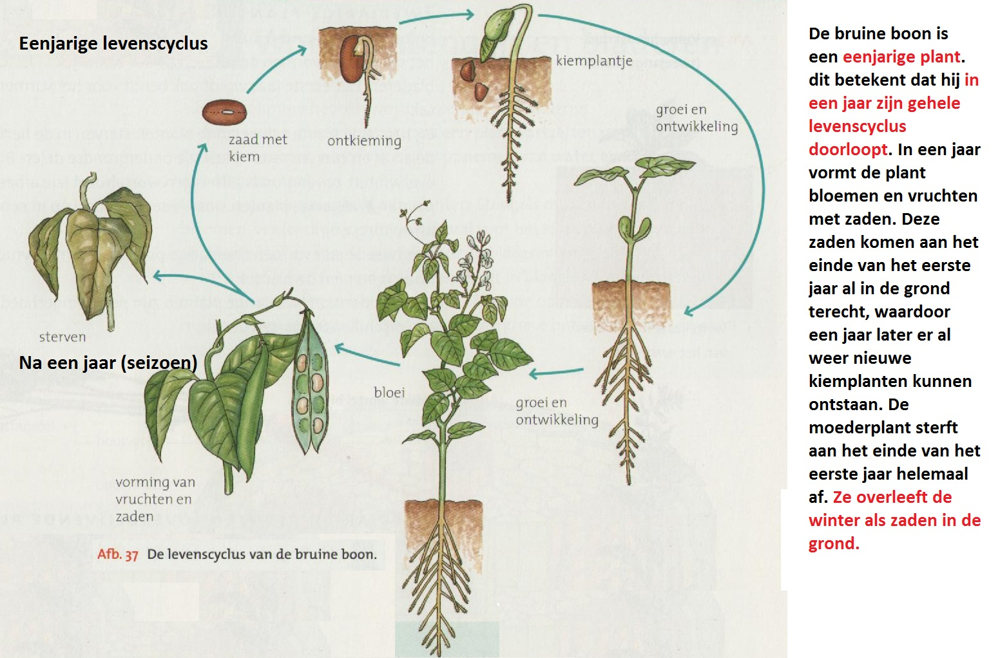 Eenjarige levenscyclus
zaad met
kiem
ontkieming
kiemplantje
groei en
ontwikkeling
groei en
ontwikkeling
bloei
vorming van
vruchten en
zaden
sterven
Na een jaar (seizoen)
Afb. 37 De levenscyclus van de bruine boon.
De bruine boon is
een eenjarige plant.
dit betekent dat hij in
een jaar zijn gehele
levenscyclus
doorloopt. In een jaar
vormt de plant
bloemen en vruchten
met zaden. Deze
zaden komen aan het
einde van het eerste
jaar al in de grond
terecht, waardoor
een jaar later er al
weer nieuwe
kiemplanten kunnen
ontstaan. De
moederplant sterft
aan het einde van het
eerste jaar helemaal
af. Ze overleeft de
winter als zaden in de
grond.